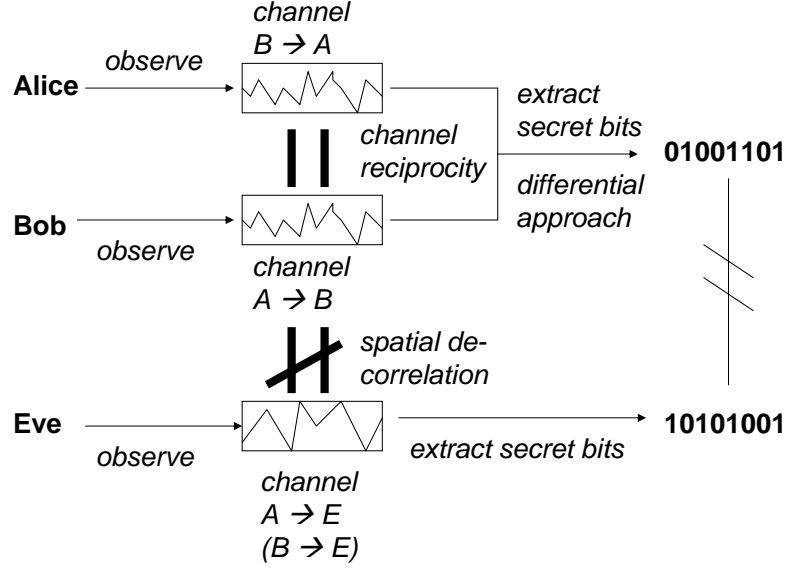 channel
B → A
observe
Alice
extract
secret bits
channel
reciprocity
01001101
differential
approach
Bob
observe
channel
A → B
spatial de-
correlation
Eve
10101001
observe
extract secret bits
channel
A → E
(B → E)